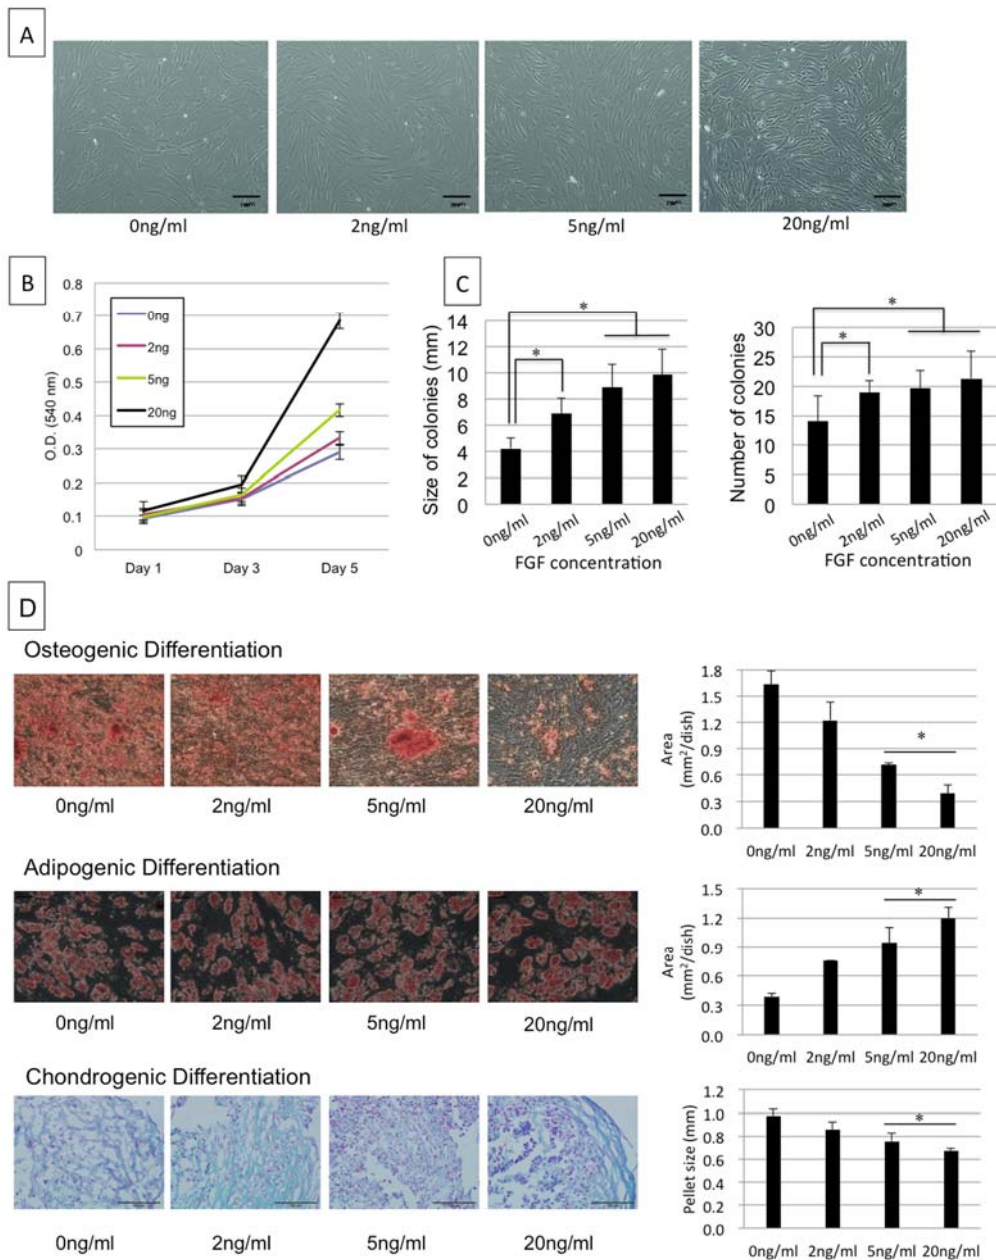 A
0ng/ml 2ng/ml 5ng/ml 20ng/ml
B
0.8
0.7
0.6
0.5
0.4
0.3
0.2
0.1
0
O.D. (540 nm)
0ng
2ng
5ng
20ng
Day 1 Day 3 Day 5
C
Size of colonies (mm)
14
12
10
8
6
4
2
0
*
*
0ng/ml 2ng/ml 5ng/ml 20ng/ml
FGF concentration
Number of colonies
30
25
20
15
10
5
0
*
*
0ng/ml 2ng/ml 5ng/ml 20ng/ml
FGF concentration
D
Osteogenic Differentiation
0ng/ml 2ng/ml 5ng/ml 20ng/ml
Area
(mm²/dish)
1.8
1.5
1.2
0.9
0.6
0.3
0.0
*
0ng/ml 2ng/ml 5ng/ml 20ng/ml
Adipogenic Differentiation
0ng/ml 2ng/ml 5ng/ml 20ng/ml
Area
(mm²/dish)
1.5
1.2
0.9
0.6
0.3
0.0
*
0ng/ml 2ng/ml 5ng/ml 20ng/ml
Chondrogenic Differentiation
0ng/ml 2ng/ml 5ng/ml 20ng/ml
Pellet size (mm)
1.2
1.0
0.8
0.6
0.4
0.2
0.0
*
0ng/ml 2ng/ml 5ng/ml 20ng/ml